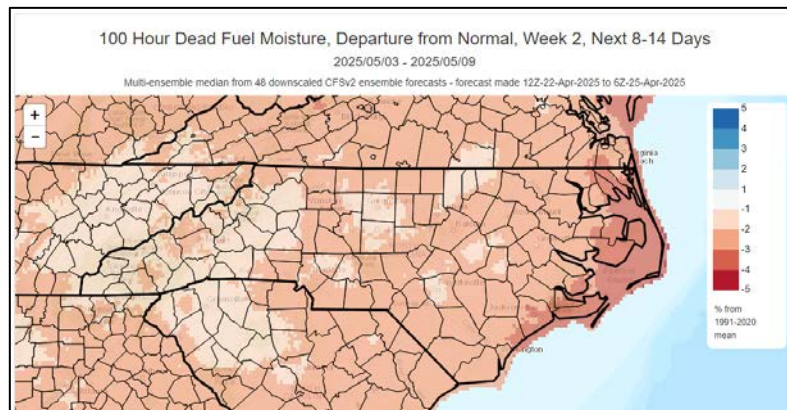 100 Hour Dead Fuel Moisture, Departure from Normal, Week 2, Next 8-14 Days
2025/05/03 - 2025/05/09
Multi-ensemble median from 48 downscaled CFSv2 ensemble forecasts - forecast made 12Z-22-Apr-2025 to 6Z-25-Apr-2025
+
−
5
4
3
2
1
-1
-2
-3
-4
-5
% from
1991-2020
mean